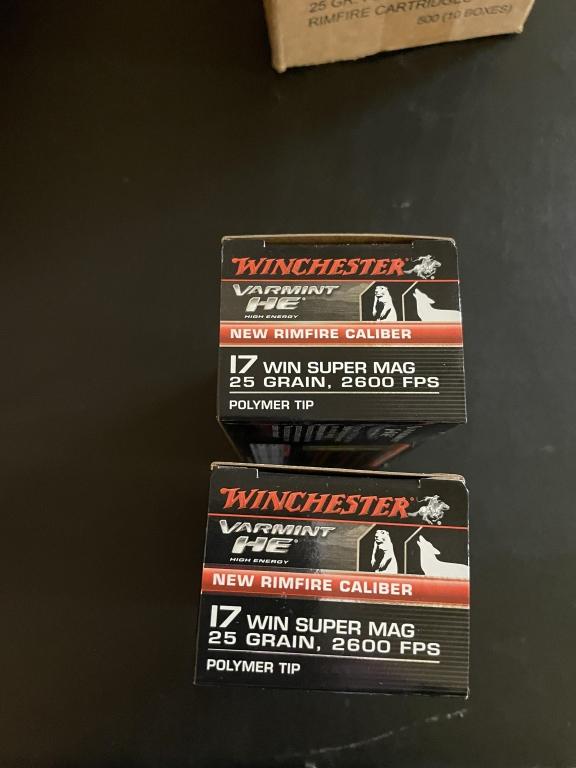 25 GR.
RIMFIRE CARTRIDGES
500 (10 BOXES)
WINCHESTER
VARMINT
HE
HIGH ENERGY
NEW RIMFIRE CALIBER
17 WIN SUPER MAG
25 GRAIN, 2600 FPS
POLYMER TIP
WINCHESTER
VARMINT
HE
HIGH ENERGY
NEW RIMFIRE CALIBER
17 WIN SUPER MAG
25 GRAIN, 2600 FPS
POLYMER TIP